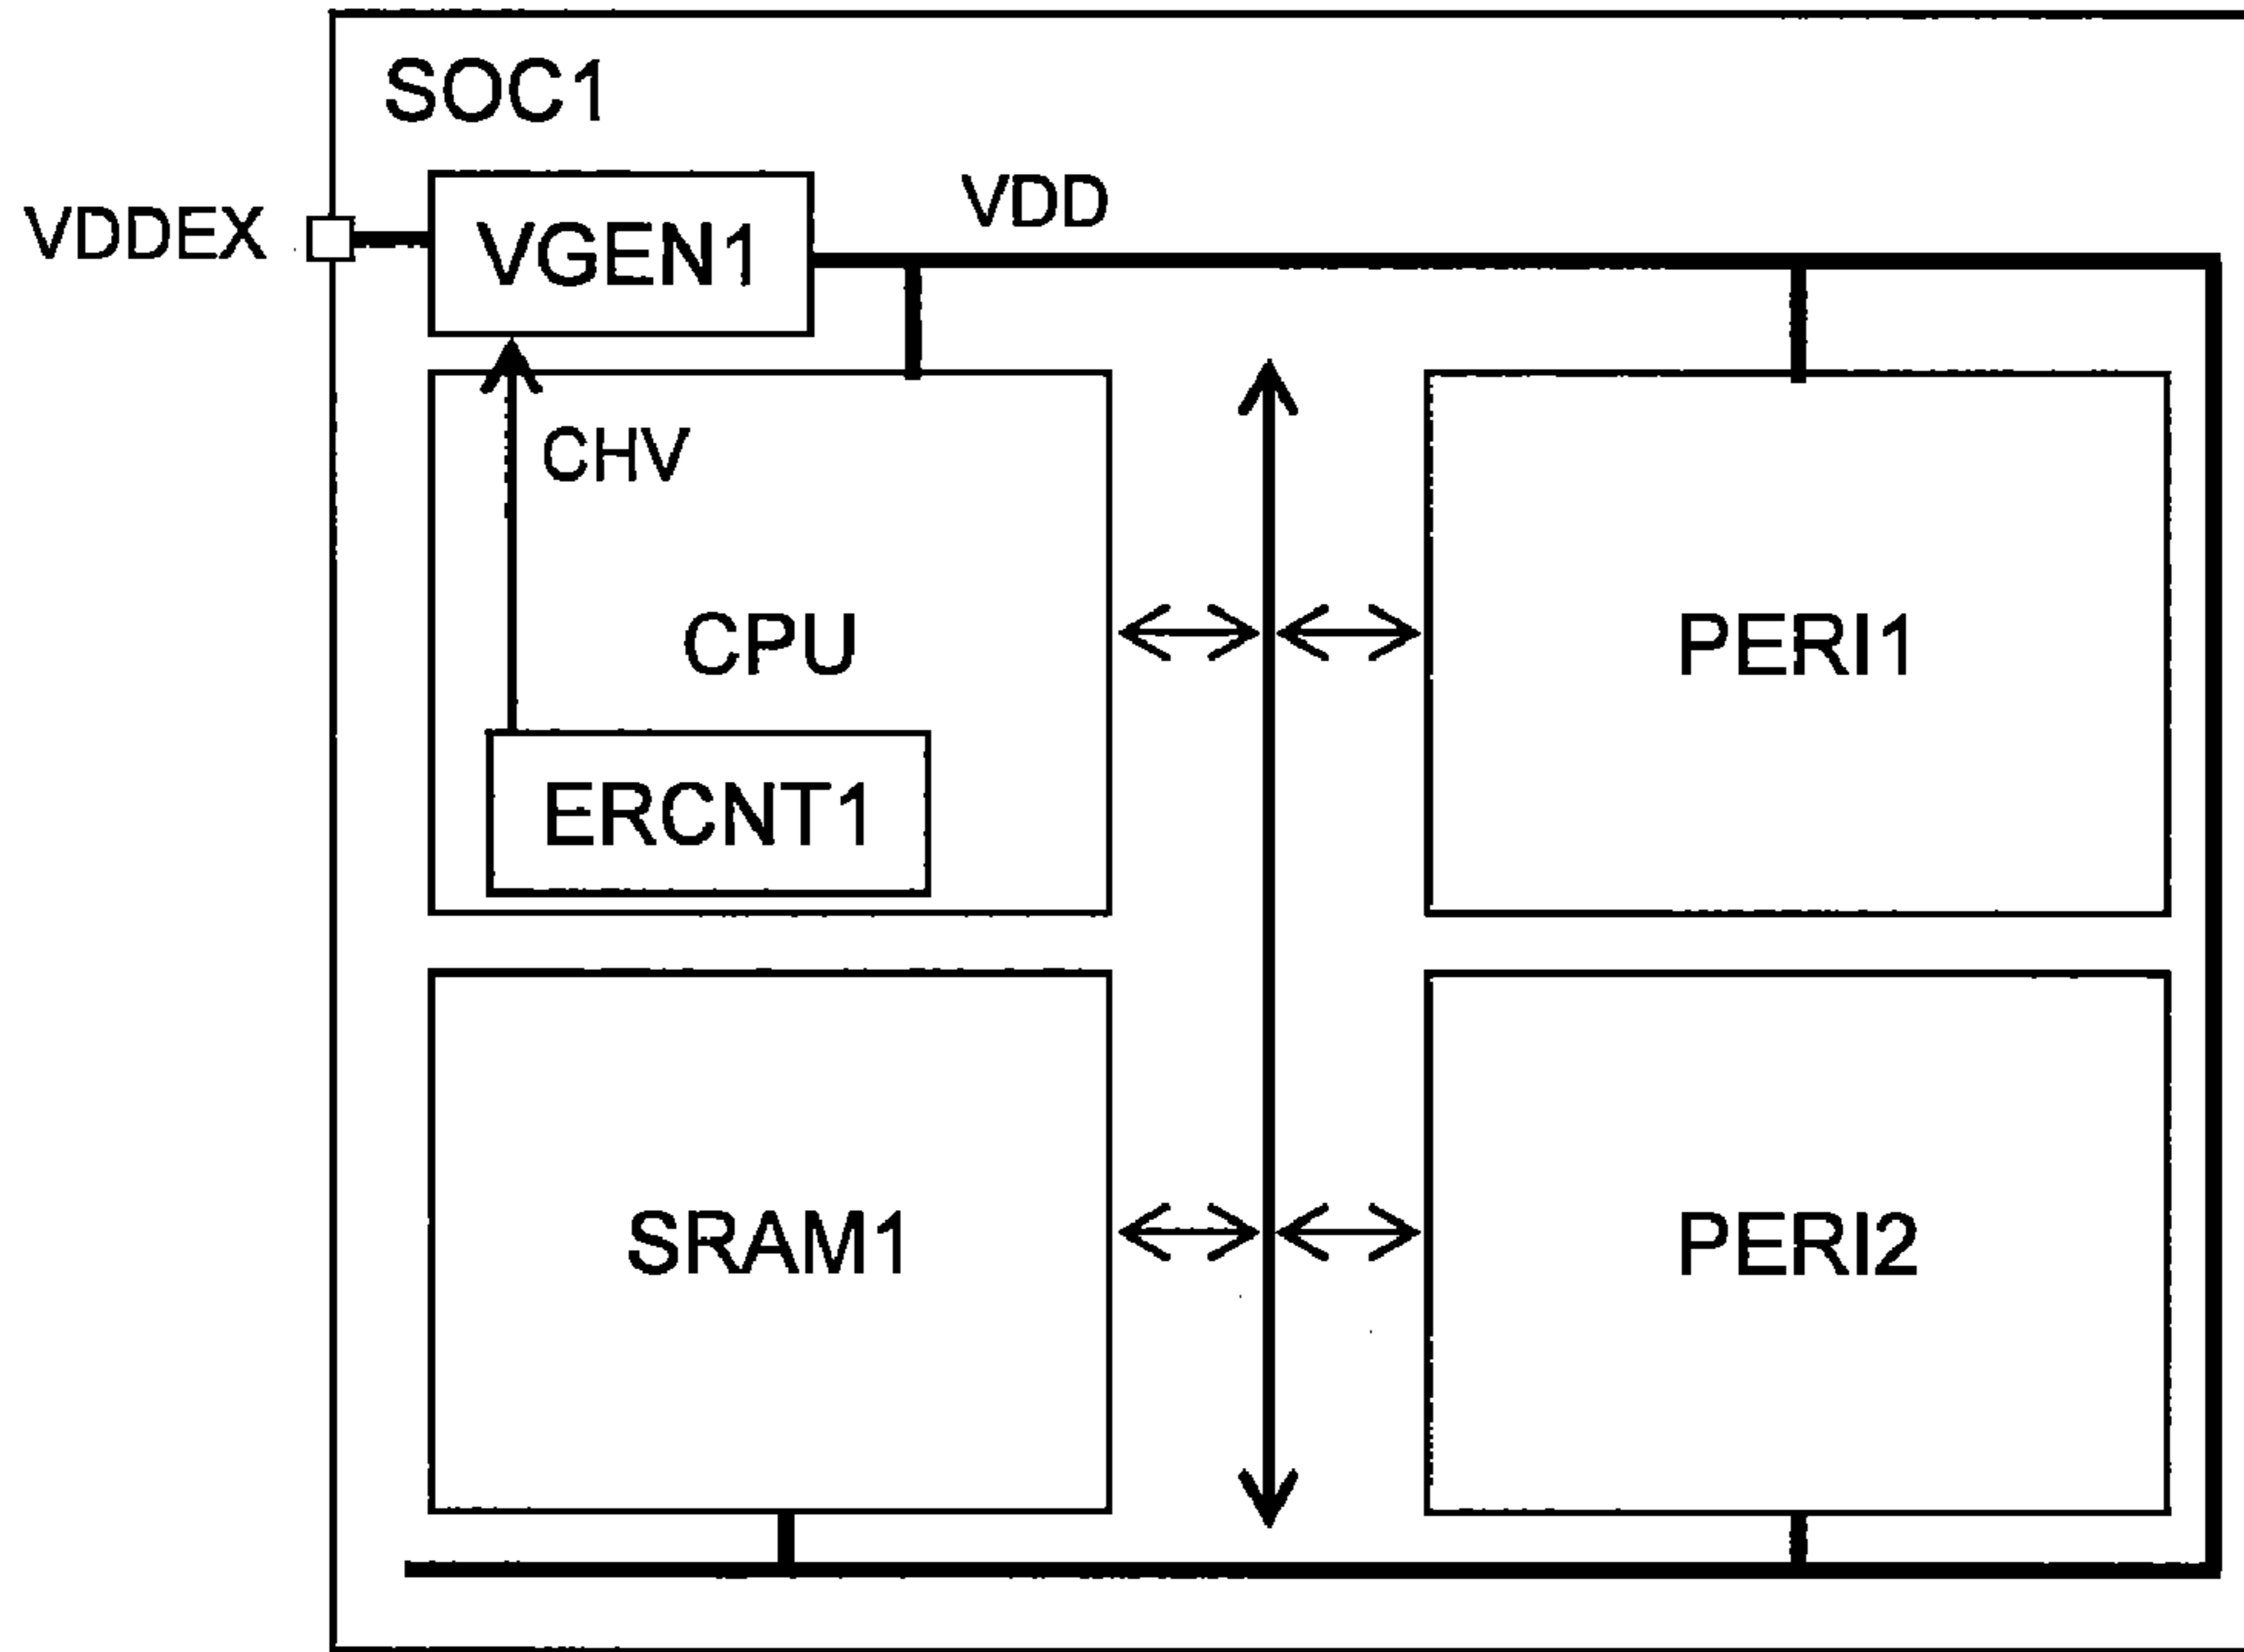 SOC1
VDD
VDDEX
VGEN1
CHV
CPU
PERI1
ERCNT1
SRAM1
PERI2